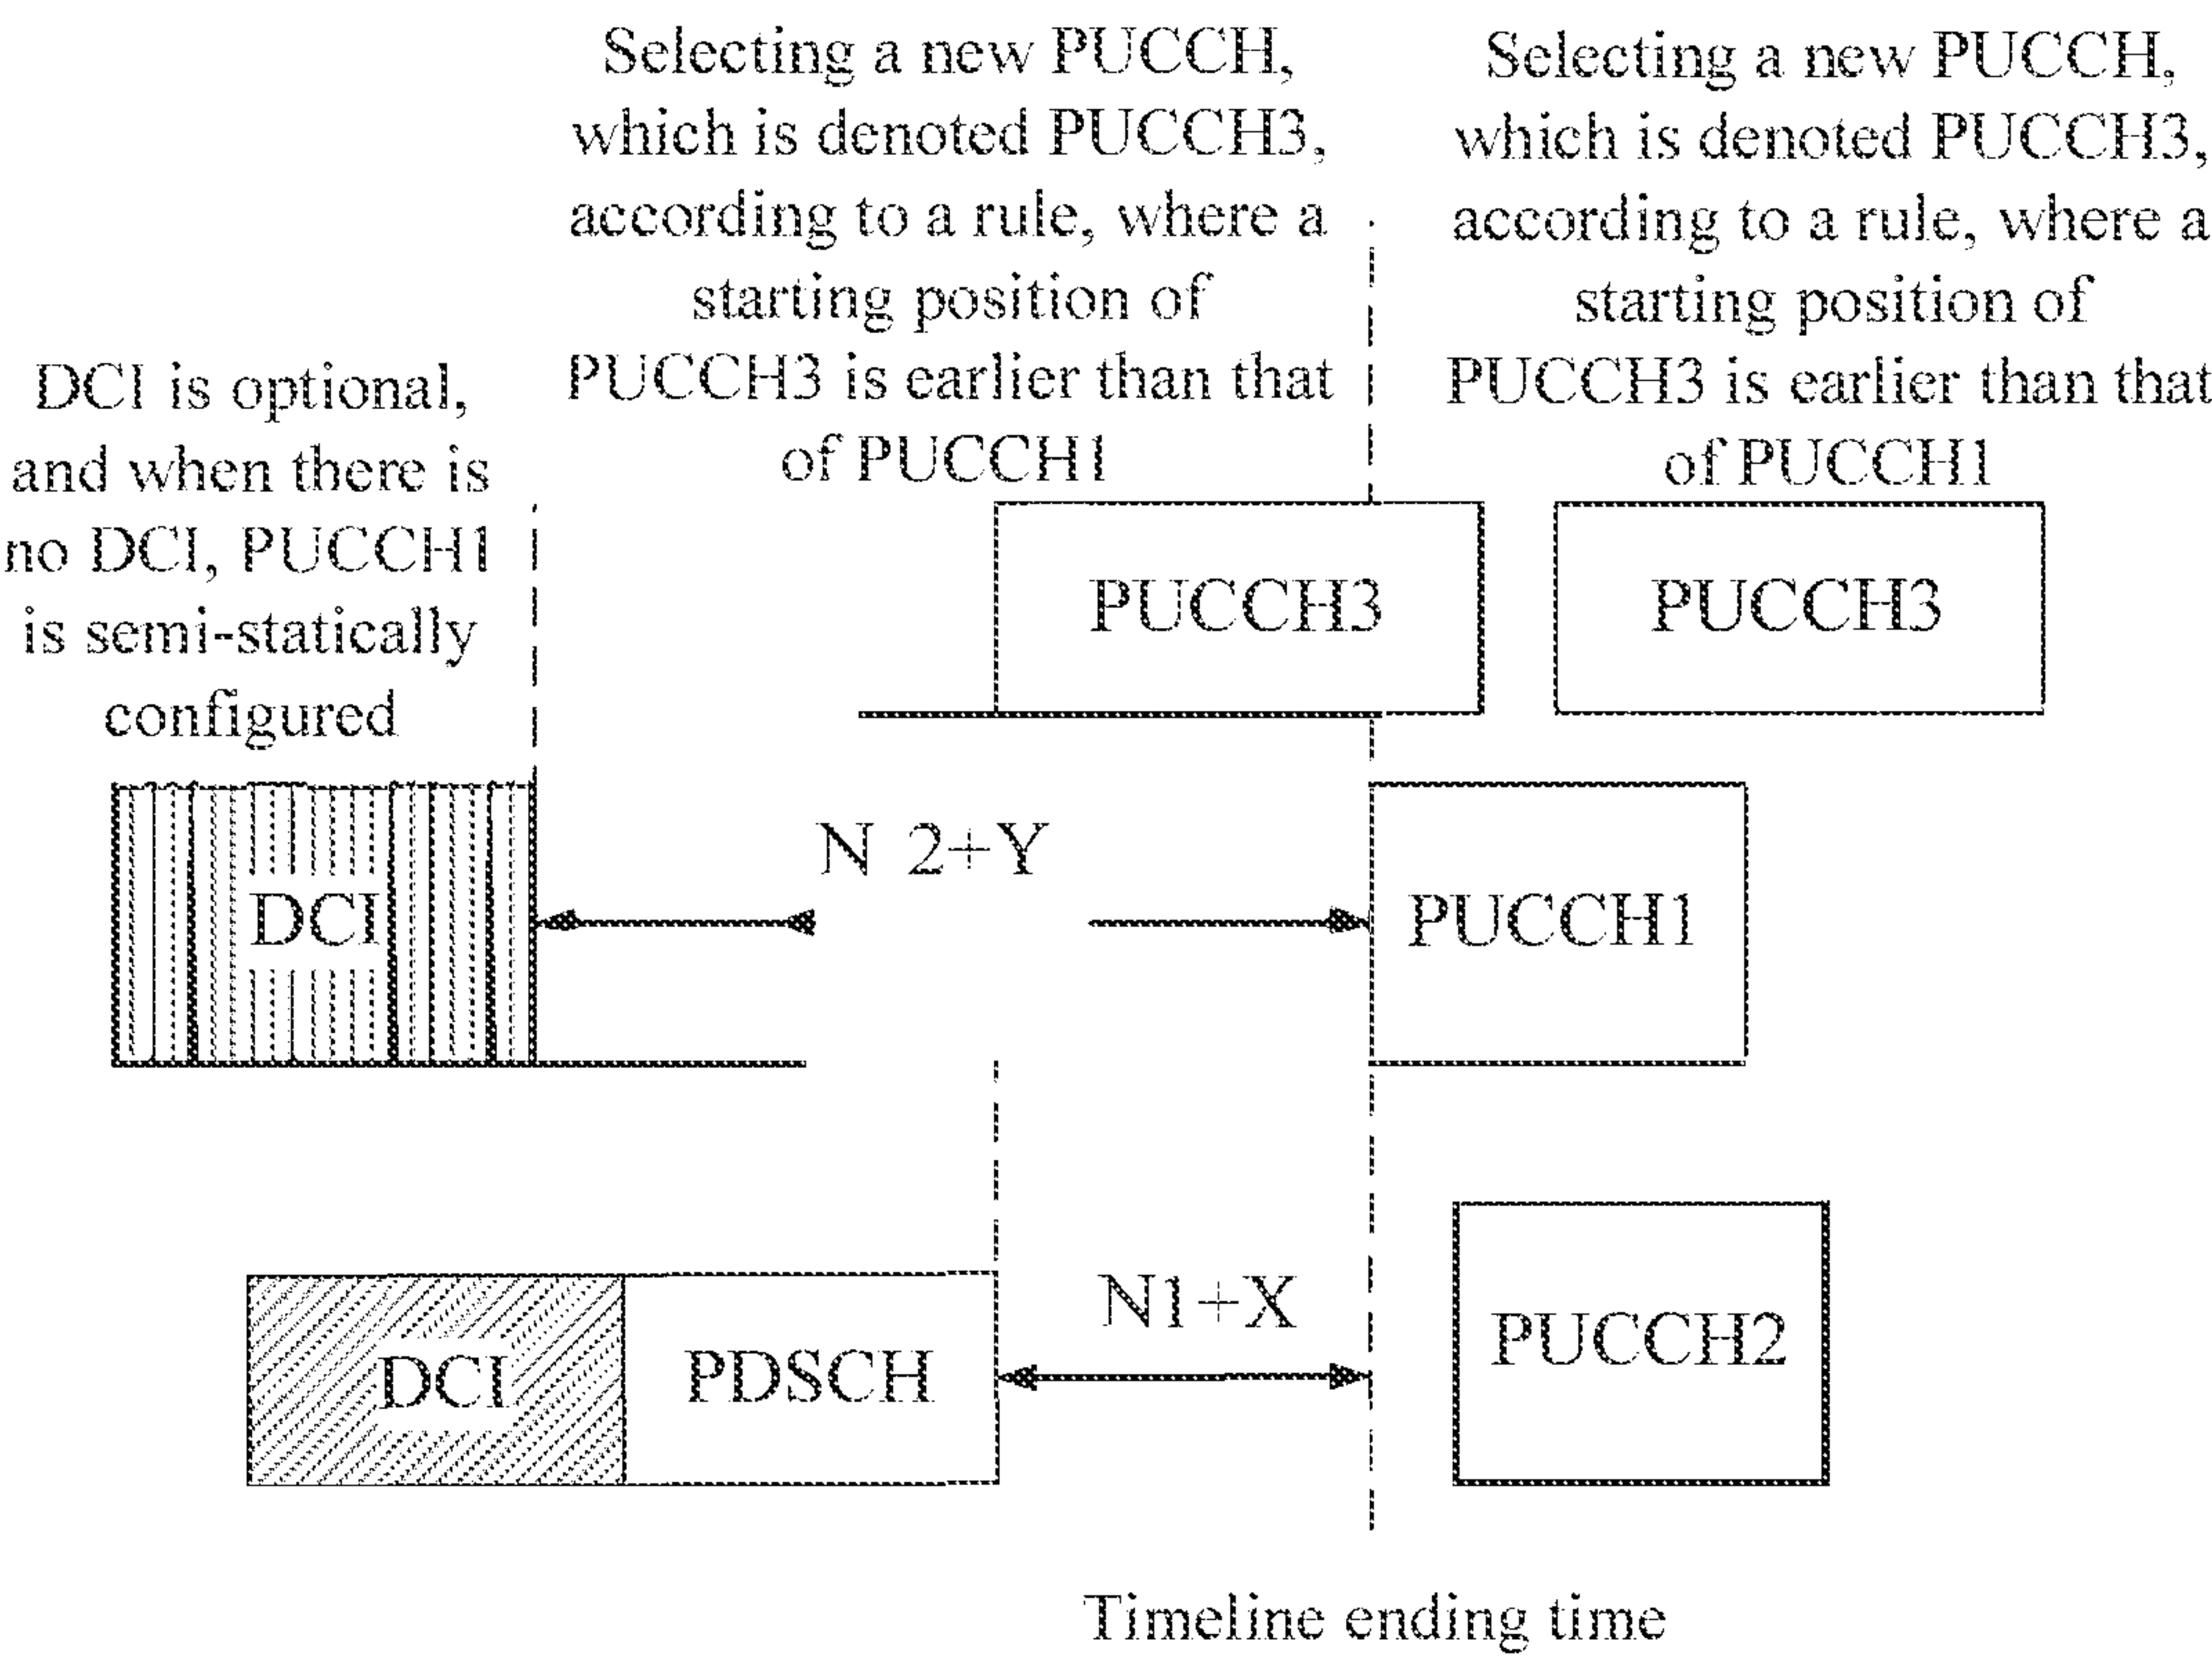 Selecting a new PUCCH,
which is denoted PUCCH3,
according to a rule, where a
starting position of
PUCCH3 is earlier than that
of PUCCH1
Selecting a new PUCCH,
which is denoted PUCCH3,
according to a rule, where a
starting position of
PUCCH3 is earlier than that
of PUCCH1
DCI is optional,
and when there is
no DCI, PUCCH1
is semi-statically
configured
PUCCH3
PUCCH3
DCI
N 2+Y
PUCCH1
DCI
PDSCH
N1+X
PUCCH2
Timeline ending time